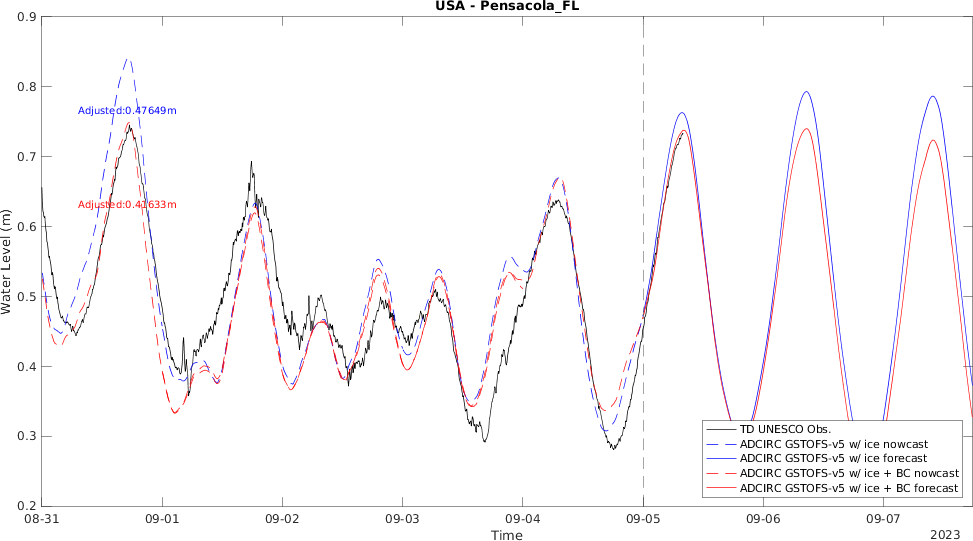 USA - Pensacola_FL
0.9
0.8
Adjusted:0.47649m
0.7
Adjusted:0.41633m
0.6
Water Level (m)
0.5
0.4
0.3
0.2
TD UNESCO Obs.
ADCIRC GSTOFS-v5 w/ ice nowcast
ADCIRC GSTOFS-v5 w/ ice forecast
ADCIRC GSTOFS-v5 w/ ice + BC nowcast
ADCIRC GSTOFS-v5 w/ ice + BC forecast
08-31 09-01 09-02 09-03 09-04 09-05 09-06 09-07
Time
2023